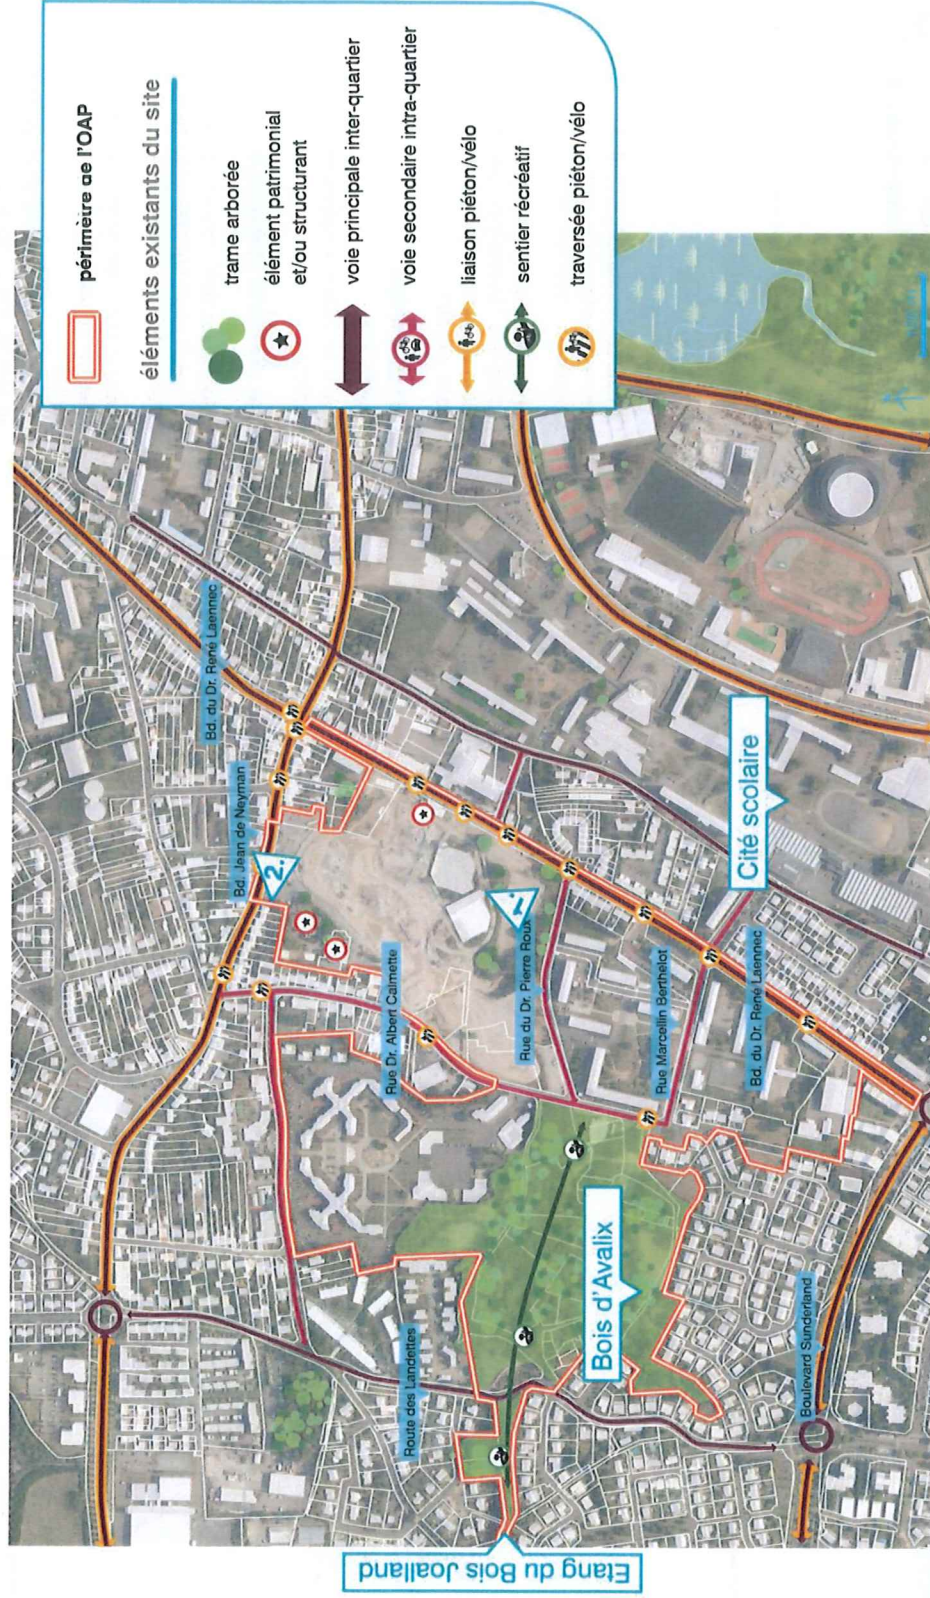 périmètre de l'OAP
éléments existants du site
trame arborée
élément patrimonial
et/ou structurant
voie principale inter-quartier
voie secondaire intra-quartier
liaison piéton/vélo
sentier récréatif
traversée piéton/vélo
Bd. du Dr. René Laennec
Bd. Jean de Neyman
2.
Rue Dr. Albert Calmette
1.
Rue du Dr. Pierre Roux
Rue Marcellin Berthelot
Bd. du Dr. René Laennec
Cité scolaire
Bois d'Avalix
Route des Landettes
Boulevard Sunderland
Etang du Bois Joalland